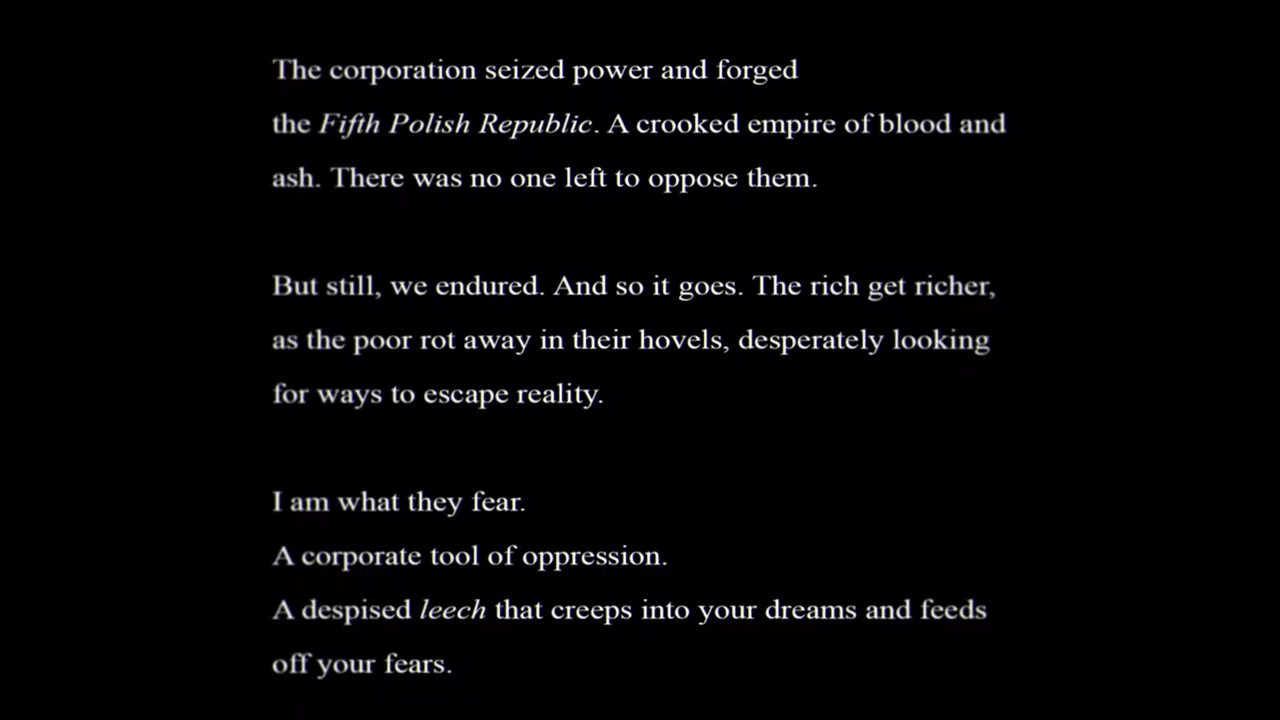 The corporation seized power and forged
the Fifth Polish Republic. A crooked empire of blood and
ash. There was no one left to oppose them.
But still, we endured. And so it goes. The rich get richer,
as the poor rot away in their hovels, desperately looking
for ways to escape reality.
I am what they fear.
A corporate tool of oppression.
A despised leech that creeps into your dreams and feeds
off your fears.